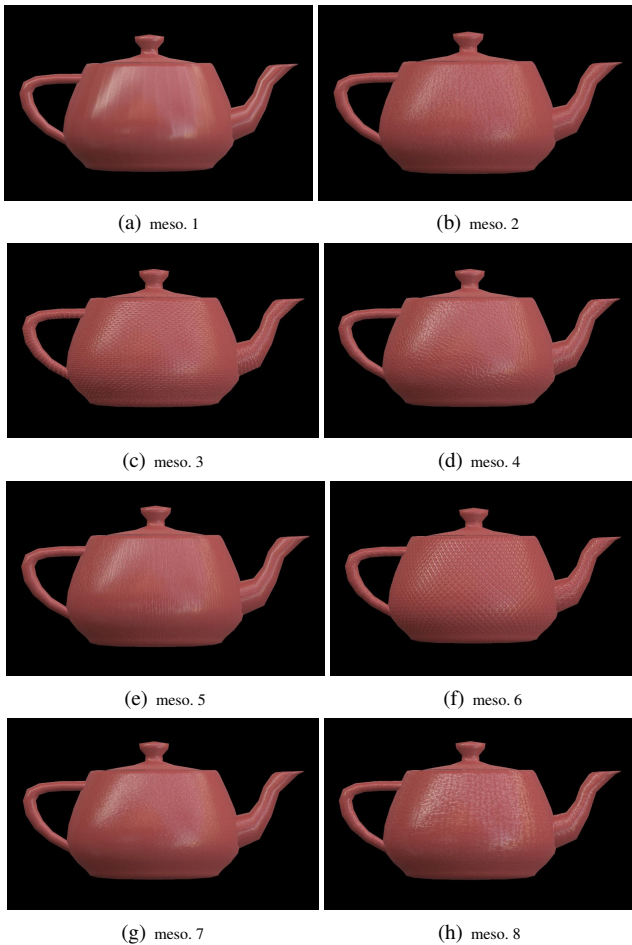 (a) meso. 1
(b) meso. 2
(c) meso. 3
(d) meso. 4
(e) meso. 5
(f) meso. 6
(g) meso. 7
(h) meso. 8